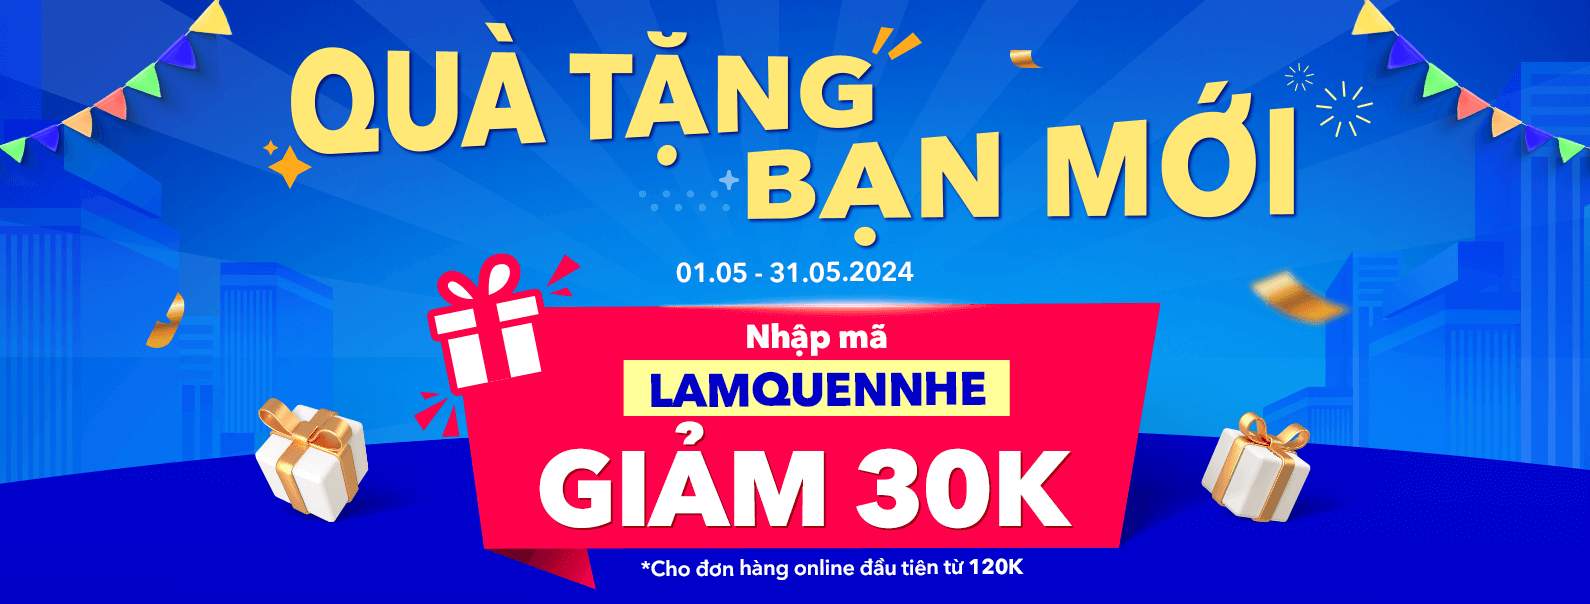 QUÀ TẶNG
BẠN MỚI
01.05 - 31.05.2024
Nhập mã
LAMQUENNHE
GIẢM 30K
*Cho đơn hàng online đầu tiên từ 120K